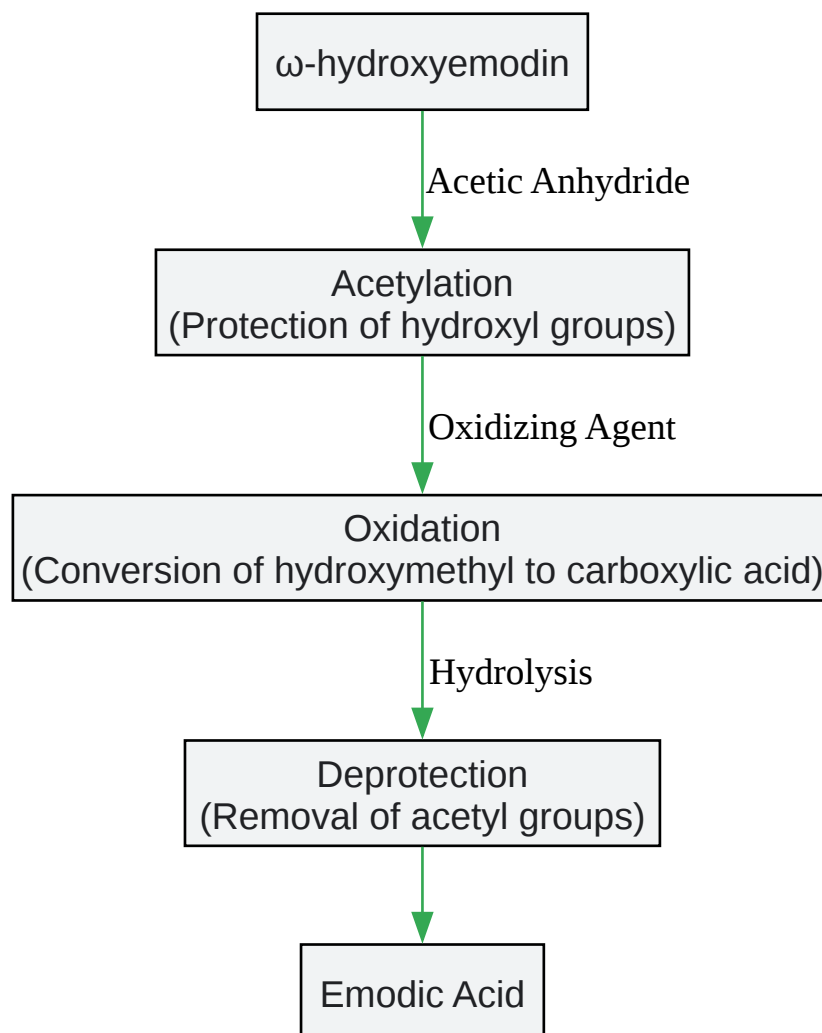 ω-hydroxyemodin
Acetic Anhydride
Acetylation
(Protection of hydroxyl groups)
Oxidizing Agent
Oxidation
(Conversion of hydroxymethyl to carboxylic acid)
Hydrolysis
Deprotection
(Removal of acetyl groups)
Emodic Acid